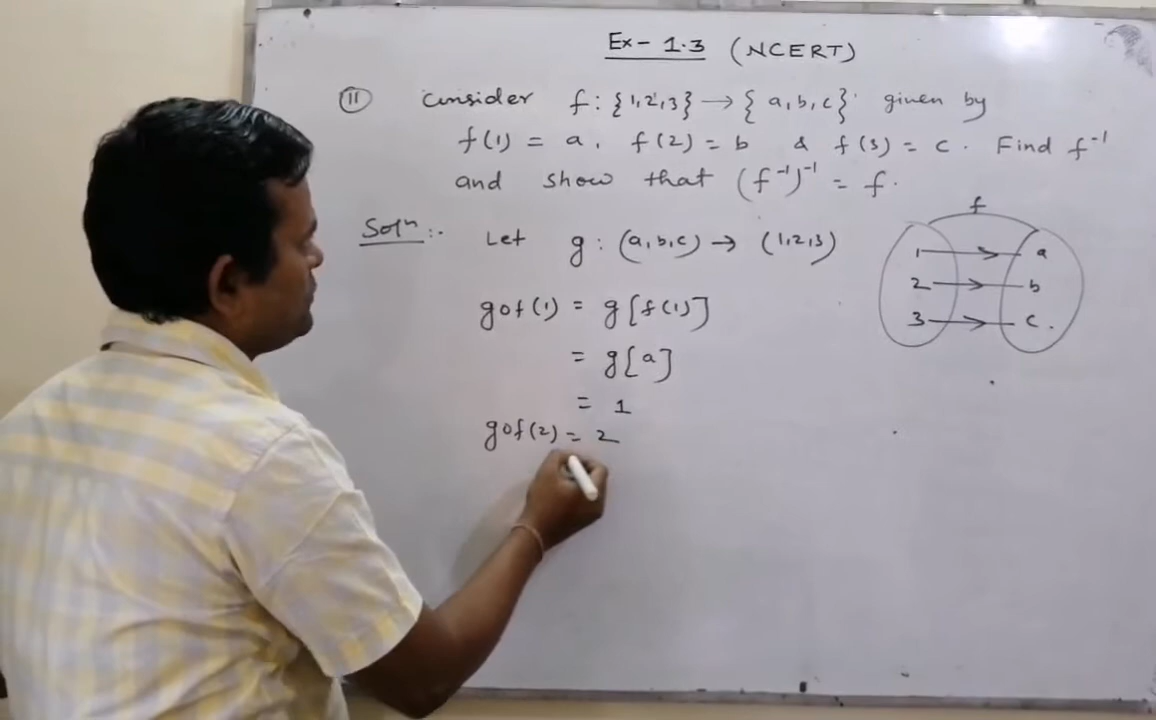 Ex - 1.3 (NCERT)
11 Consider f : {1,2,3} → {a,b,c} given by
f(1) = a, f(2) = b & f(3) = c. Find f⁻¹
and show that (f⁻¹)⁻¹ = f.
Solⁿ:- Let g : (a,b,c) → (1,2,3)
f
1 → a
2 → b
3 → c.
gof(1) = g[f(1)]
= g[a]
= 1
gof(2) = 2